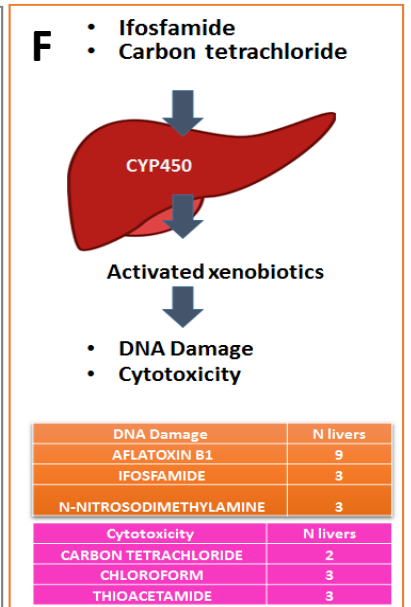 F
• Ifosfamide
• Carbon tetrachloride
CYP450
Activated xenobiotics
• DNA Damage
• Cytotoxicity
DNA Damage N livers
AFLATOXIN B1 9
IFOSFAMIDE 3
N-NITROSODIMETHYLAMINE 3
Cytotoxicity N livers
CARBON TETRACHLORIDE 2
CHLOROFORM 3
THIOACETAMIDE 3